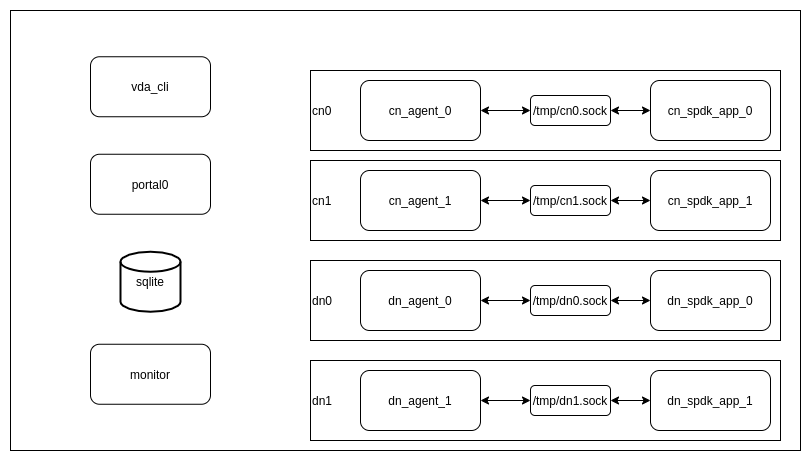 vda_cli
portal0
sqlite
monitor
cn0
cn_agent_0
/tmp/cn0.sock
cn_spdk_app_0
cn1
cn_agent_1
/tmp/cn1.sock
cn_spdk_app_1
dn0
dn_agent_0
/tmp/dn0.sock
dn_spdk_app_0
dn1
dn_agent_1
/tmp/dn1.sock
dn_spdk_app_1